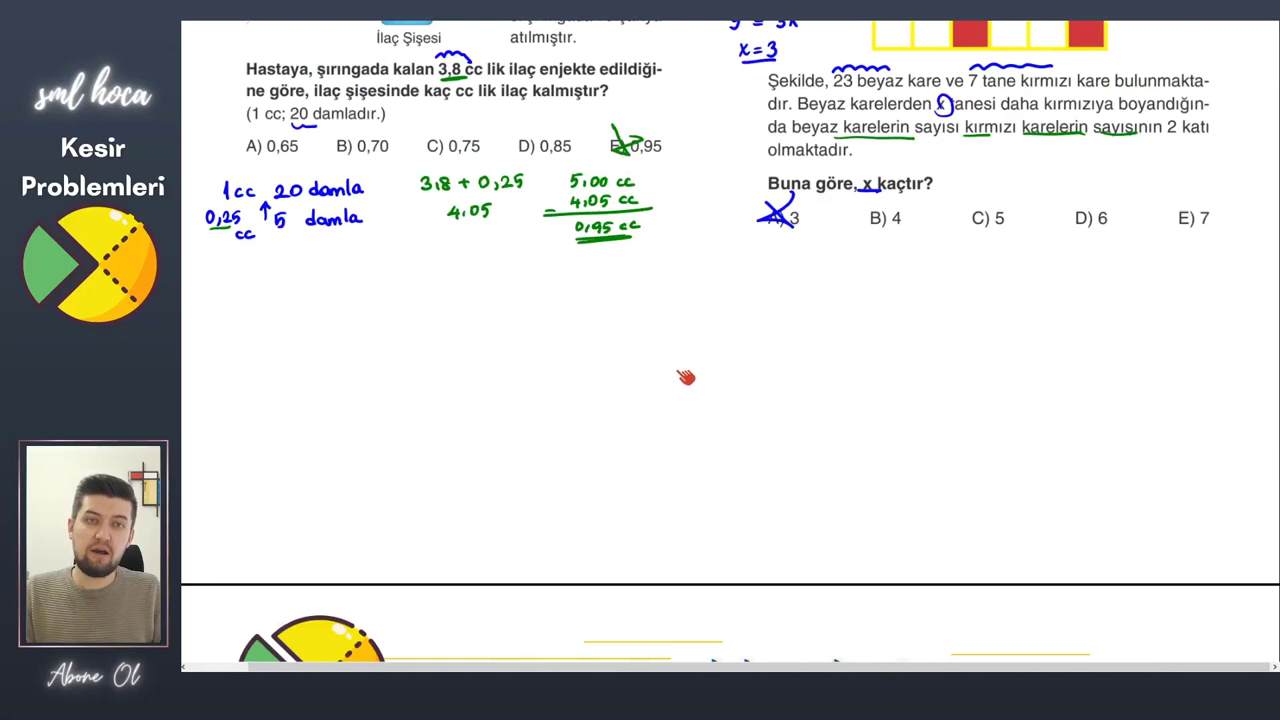 sml hoca
Kesir
Problemleri
Abone Ol
İlaç Şişesi
atılmıştır.
Hastaya, şırıngada kalan 3,8 cc lik ilaç enjekte edildiği-
ne göre, ilaç şişesinde kaç cc lik ilaç kalmıştır?
(1 cc; 20 damladır.)
A) 0,65 B) 0,70 C) 0,75 D) 0,85 E) 0,95
1cc 20 damla
0,25 5 damla
cc
3,8 + 0,25
4.05
5,00 cc
4,05 cc
0,95 cc
x = 3
Şekilde, 23 beyaz kare ve 7 tane kırmızı kare bulunmakta-
dır. Beyaz karelerden x tanesi daha kırmızıya boyandığın-
da beyaz karelerin sayısı kırmızı karelerin sayısının 2 katı
olmaktadır.
Buna göre, x kaçtır?
A) 3 B) 4 C) 5 D) 6 E) 7